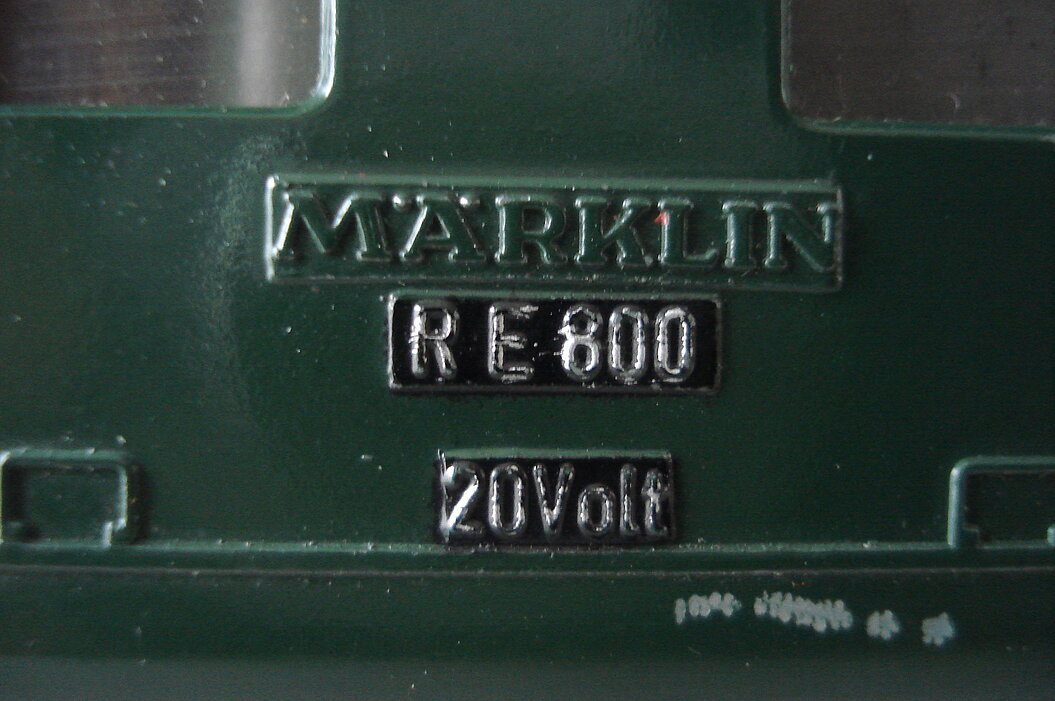 MÄRKLIN
R E 800
20Volt